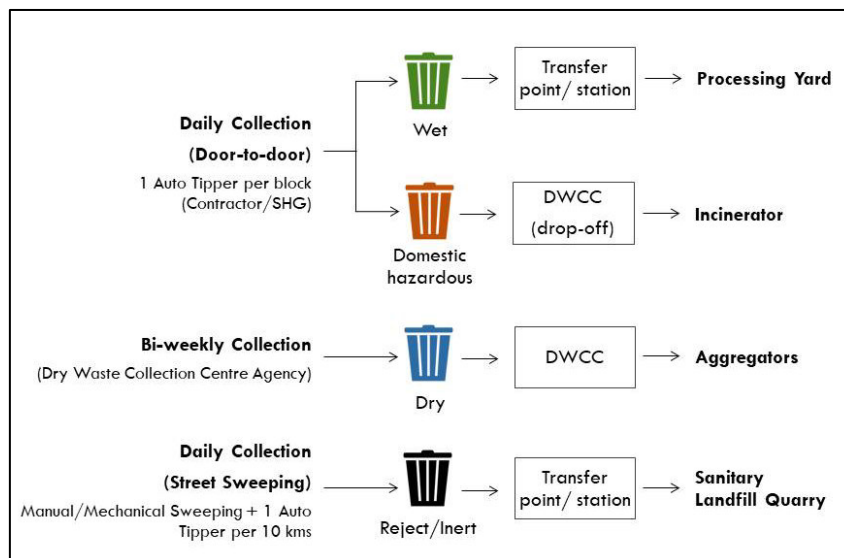 Daily Collection
(Door-to-door)
1 Auto Tipper per block
(Contractor/SHG)
Wet
Transfer
point/ station
Processing Yard
Domestic
hazardous
DWCC
(drop-off)
Incinerator
Bi-weekly Collection
(Dry Waste Collection Centre Agency)
Dry
DWCC
Aggregators
Daily Collection
(Street Sweeping)
Manual/Mechanical Sweeping + 1 Auto
Tipper per 10 kms
Reject/Inert
Transfer
point/ station
Sanitary
Landfill Quarry